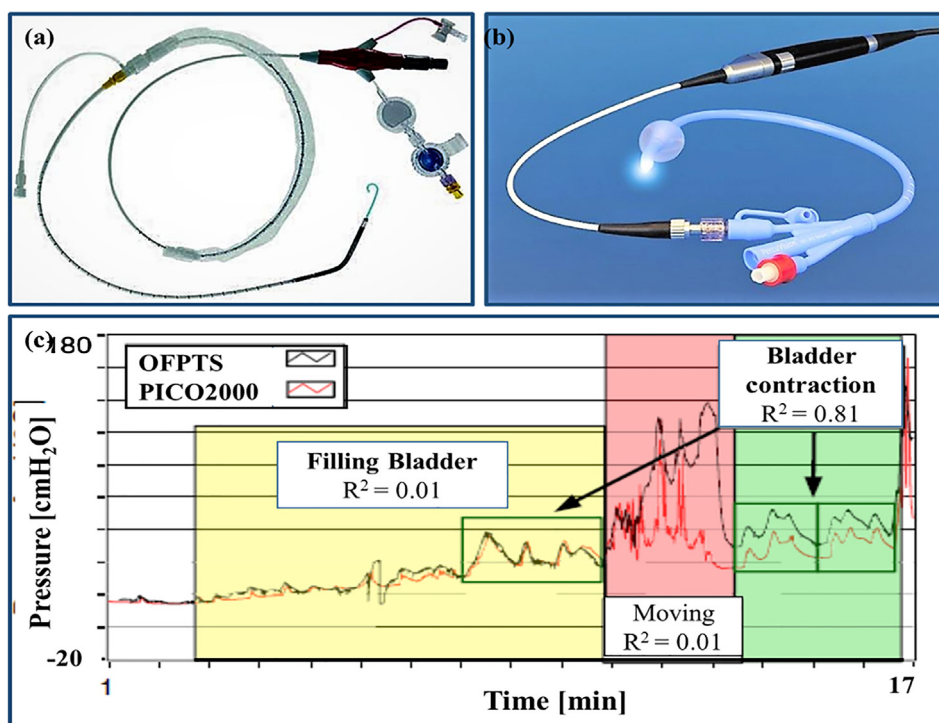 (a)
(b)
(c)
180
OFPTS
PICO2000
Bladder
contraction
R² = 0.81
Filling Bladder
R² = 0.01
Moving
R² = 0.01
Pressure [cmH₂O]
-20
1
17
Time [min]